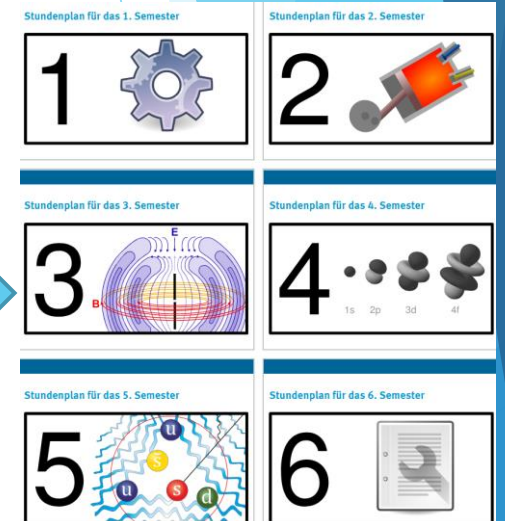 Stundenplan für das 1. Semester
1
Stundenplan für das 2. Semester
2
Stundenplan für das 3. Semester
3
E
B
Stundenplan für das 4. Semester
4
1s 2p 3d 4f
Stundenplan für das 5. Semester
5
u
s̄
u
s
d
Stundenplan für das 6. Semester
6